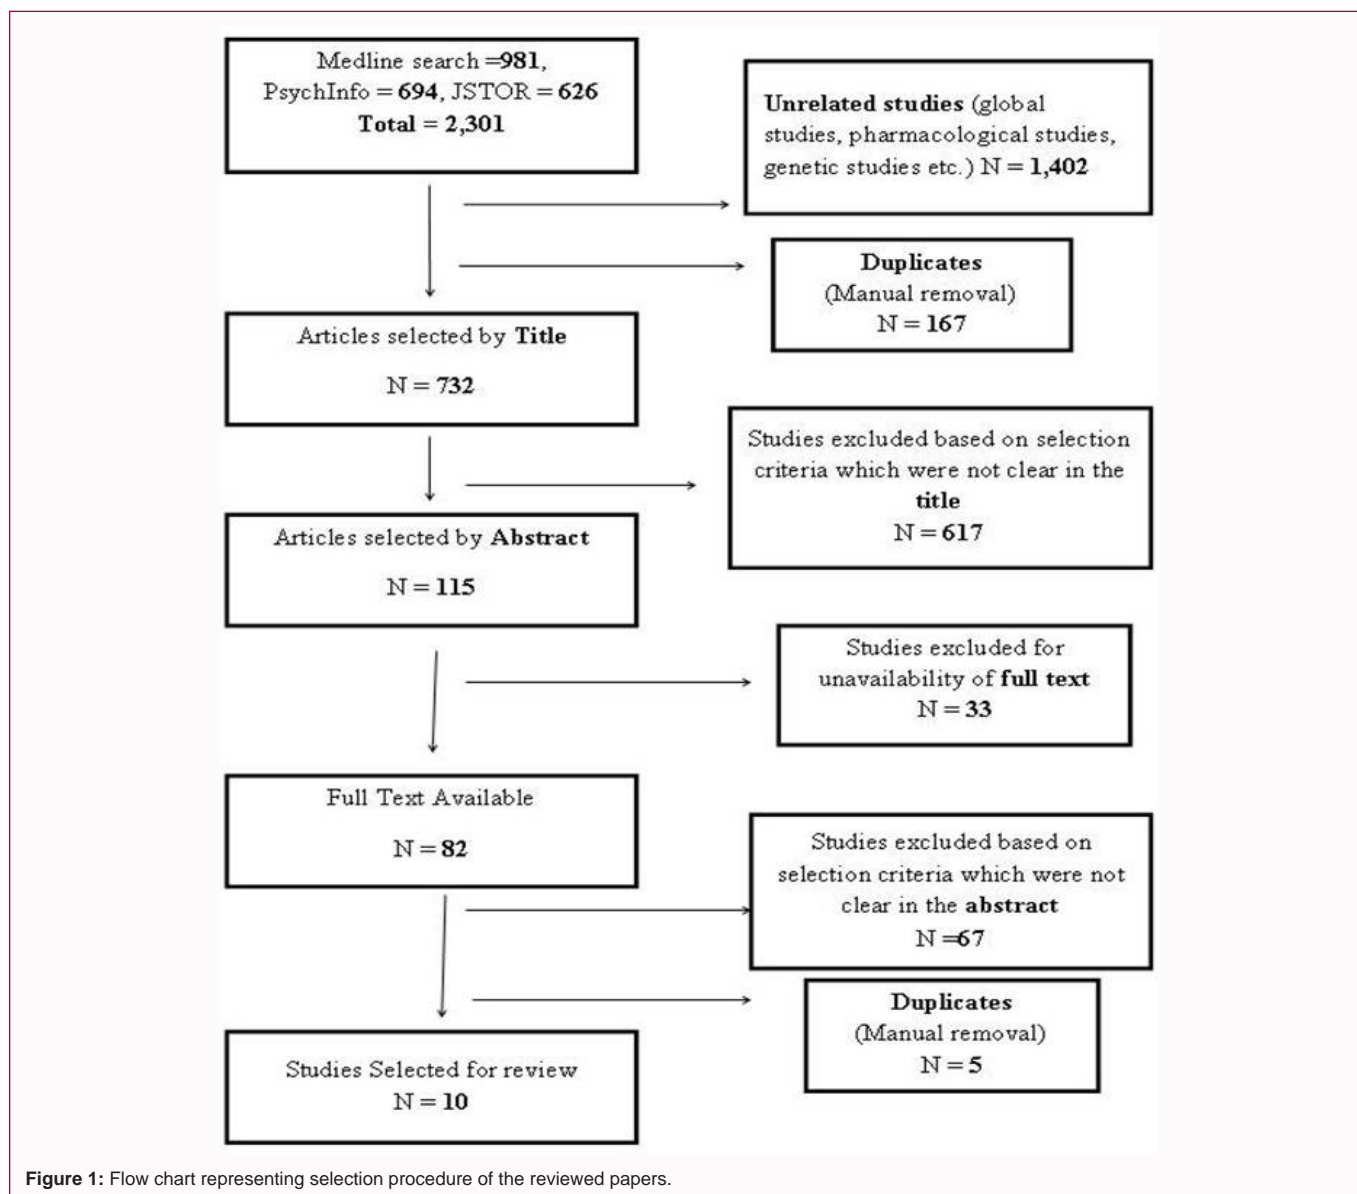 Medline search =981,
PsychInfo = 694, JSTOR = 626
Total = 2,301
Unrelated studies (global
studies, pharmacological studies,
genetic studies etc.) N = 1,402
Duplicates
(Manual removal)
N = 167
Articles selected by Title
N = 732
Studies excluded based on selection
criteria which were not clear in the
title
N = 617
Articles selected by Abstract
N = 115
Studies excluded for
unavailability of full text
N = 33
Full Text Available
N = 82
Studies excluded based on
selection criteria which were not
clear in the abstract
N =67
Duplicates
(Manual removal)
N = 5
Studies Selected for review
N = 10
Figure 1: Flow chart representing selection procedure of the reviewed papers.